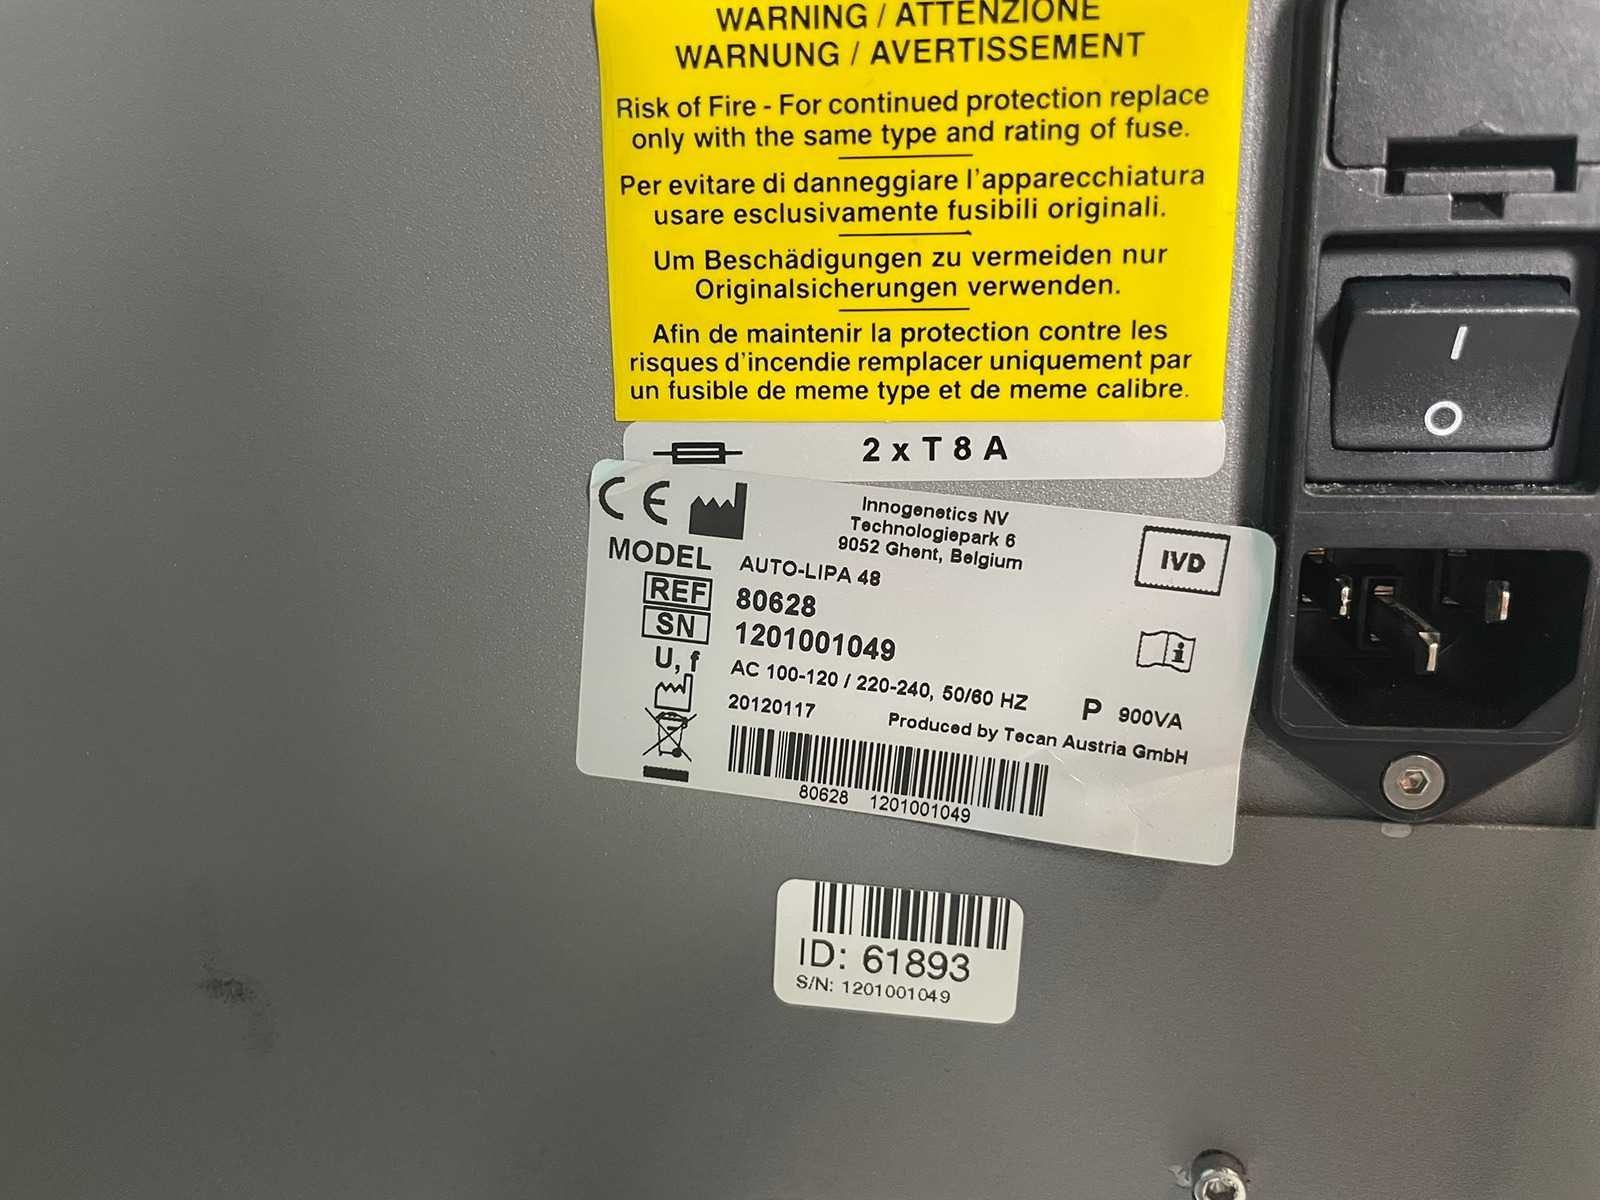 WARNING / ATTENZIONE
WARNUNG / AVERTISSEMENT
Risk of Fire - For continued protection replace
only with the same type and rating of fuse.
Per evitare di danneggiare l'apparecchiatura
usare esclusivamente fusibili originali.
Um Beschädigungen zu vermeiden nur
Originalsicherungen verwenden.
Afin de maintenir la protection contre les
risques d'incendie remplacer uniquement par
un fusible de meme type et de meme calibre.
2 x T 8 A
CE
Innogenetics NV
Technologiepark 6
9052 Ghent, Belgium
IVD
MODEL AUTO-LIPA 48
REF 80628
SN 1201001049
U, f AC 100-120 / 220-240, 50/60 HZ P 900VA
20120117 Produced by Tecan Austria GmbH
80628 1201001049
ID: 61893
S/N: 1201001049